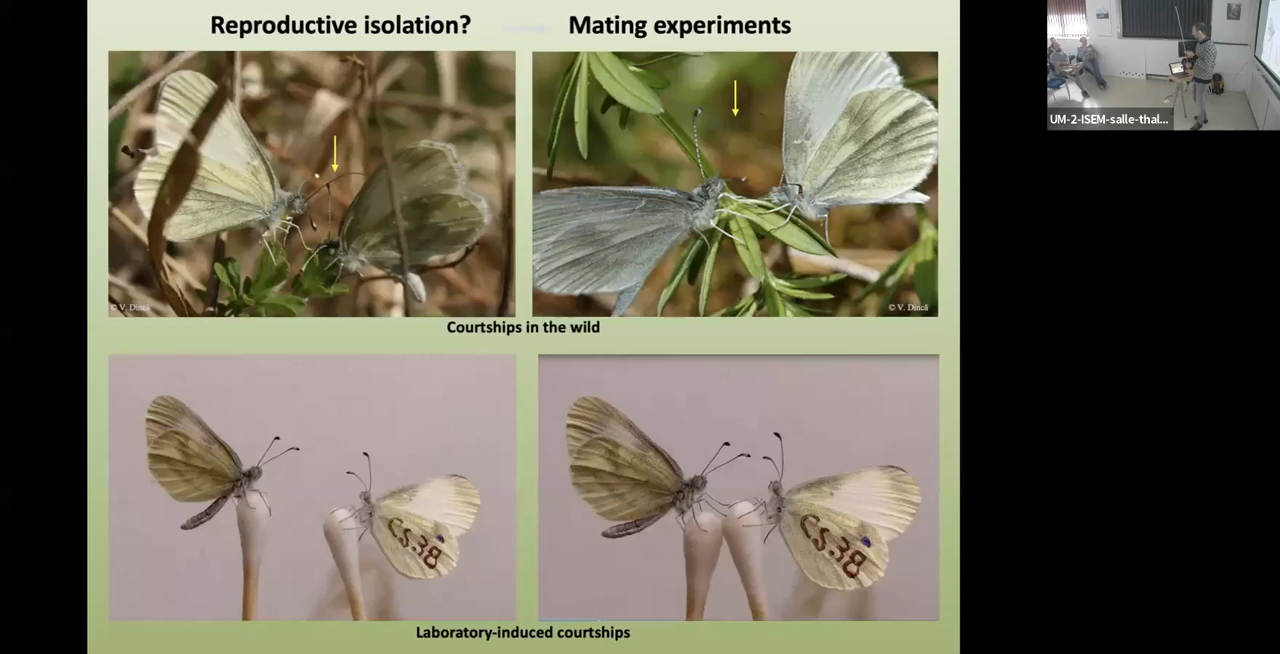 Reproductive isolation?
Mating experiments
UM-2-ISEM-salle-thal...
© V. Dincă
© V. Dincă
Courtships in the wild
CS38
CS38
Laboratory-induced courtships